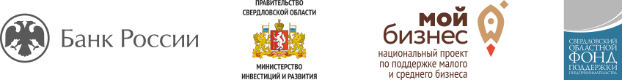 Банк России
ПРАВИТЕЛЬСТВО
СВЕРДЛОВСКОЙ ОБЛАСТИ
МИНИСТЕРСТВО
ИНВЕСТИЦИЙ И РАЗВИТИЯ
мой
бизнес
национальный проект
по поддержке малого
и среднего бизнеса
СВЕРДЛОВСКИЙ
ОБЛАСТНОЙ
ФОНД
ПОДДЕРЖКИ
ПРЕДПРИНИМАТЕЛЬСТВА